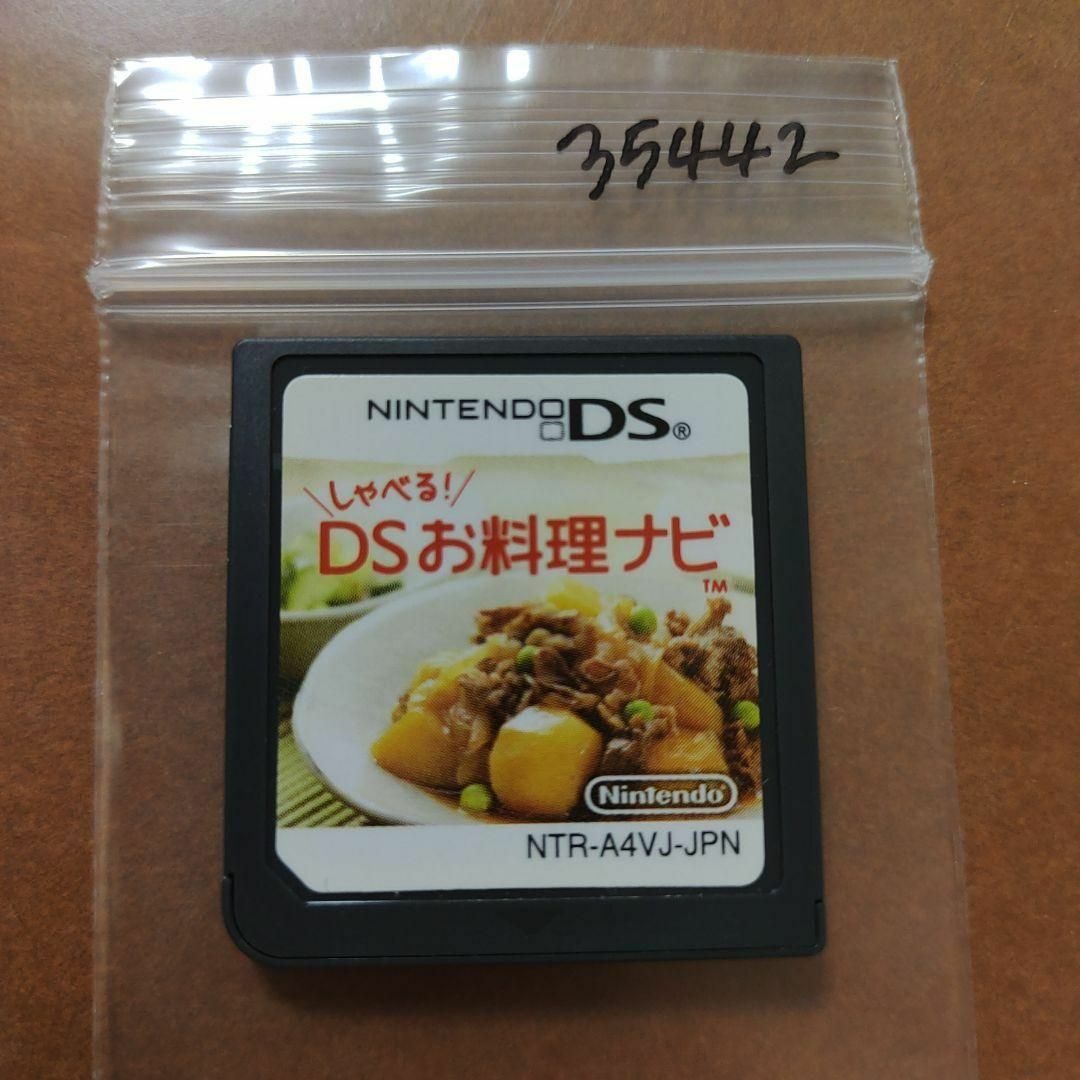 35442
NINTENDO DS®
\しゃべる!/
DSお料理ナビ
TM
Nintendo
NTR-A4VJ-JPN